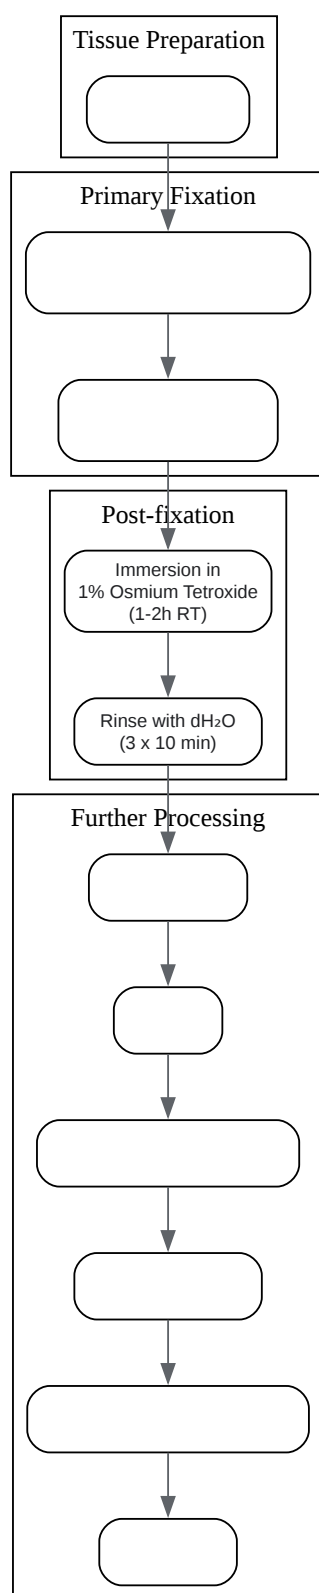 Tissue Preparation
Primary Fixation
Post-fixation
Immersion in
1% Osmium Tetroxide
(1-2h RT)
Rinse with dH₂O
(3 x 10 min)
Further Processing